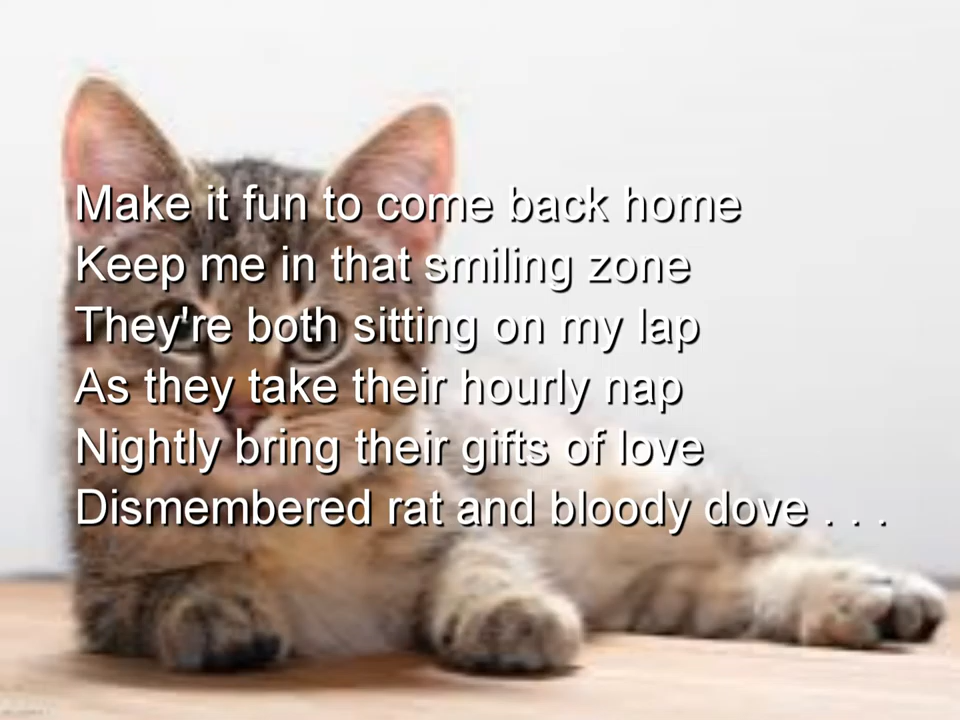 Make it fun to come back home
Keep me in that smiling zone
They're both sitting on my lap
As they take their hourly nap
Nightly bring their gifts of love
Dismembered rat and bloody dove . . .